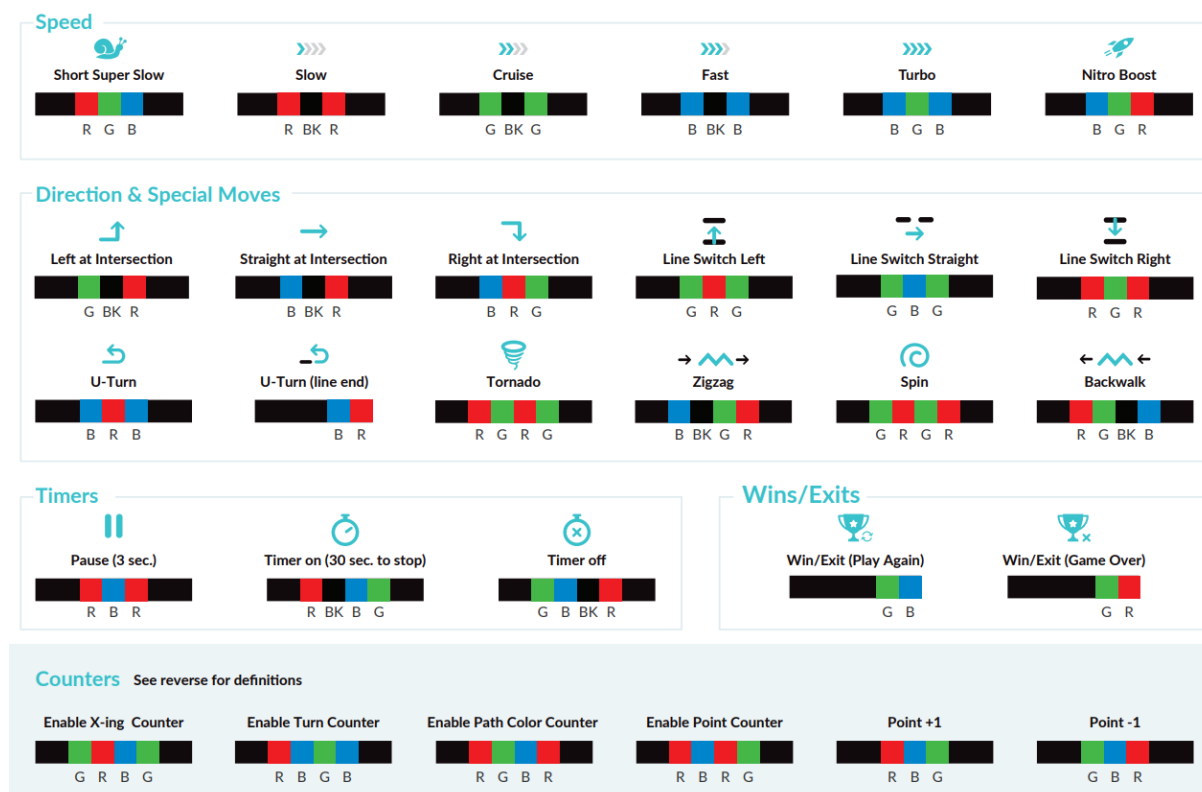 Speed
Short Super Slow Slow Cruise Fast Turbo Nitro Boost
R G B R BK R G BK G B BK B B G B B G R
Direction & Special Moves
Left at Intersection Straight at Intersection Right at Intersection Line Switch Left Line Switch Straight Line Switch Right
G BK R B BK R B R G G R G G B G R G R
U-Turn U-Turn (line end) Tornado Zigzag Spin Backwalk
B R B B R R G R G B BK G R G R G R R G BK B
Timers
Pause (3 sec.) Timer on (30 sec. to stop) Timer off
R B R R BK B G G B BK R
Wins/Exits
Win/Exit (Play Again) Win/Exit (Game Over)
G B G R
Counters See reverse for definitions
Enable X-ing Counter Enable Turn Counter Enable Path Color Counter Enable Point Counter Point +1 Point -1
G R B G R B G B R G B R R B R G R B G G B R